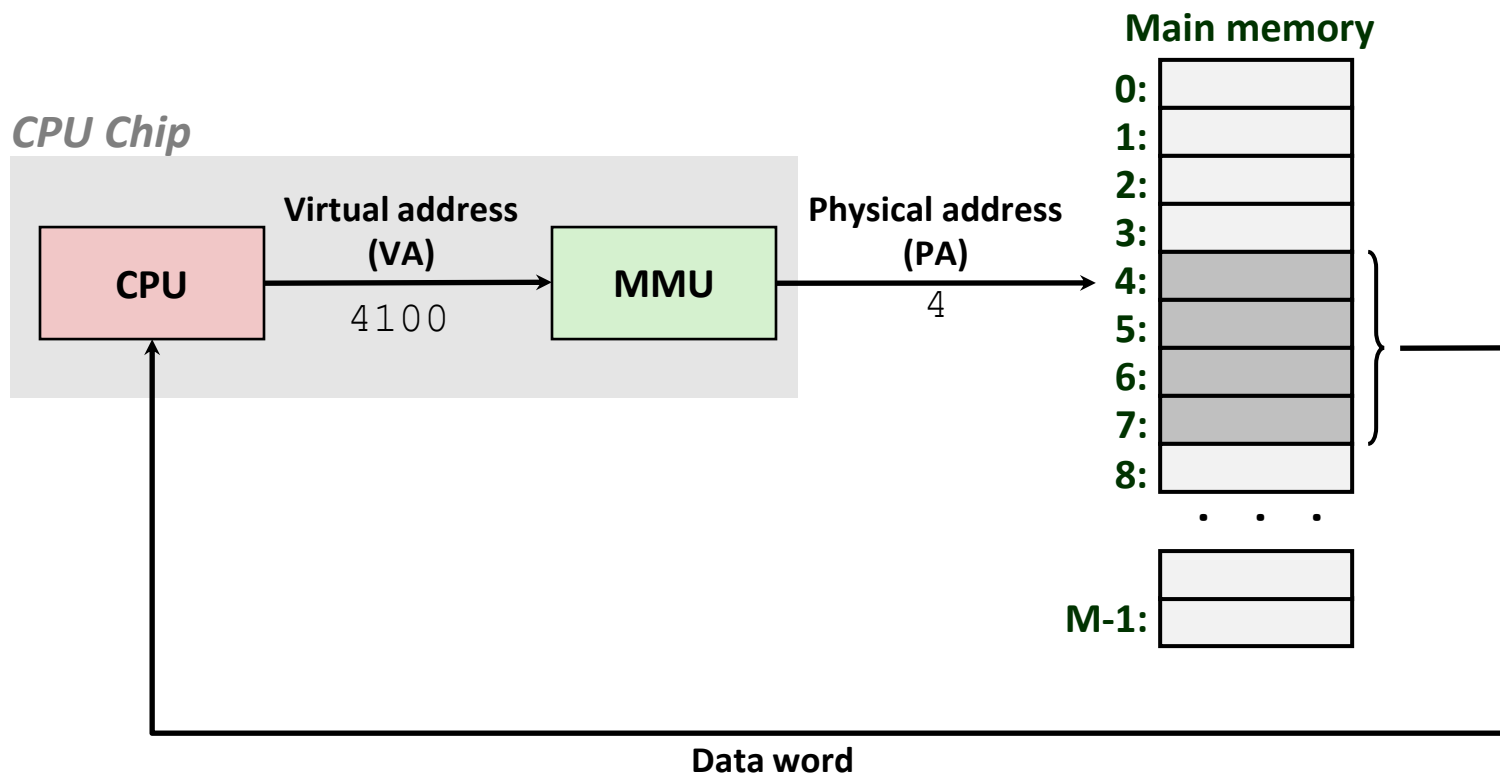 Main memory
CPU Chip
0:
1:
2:
3:
4:
5:
6:
7:
8:
. . .
M-1:
Virtual address
(VA)
4100
Physical address
(PA)
4
CPU
MMU
Data word